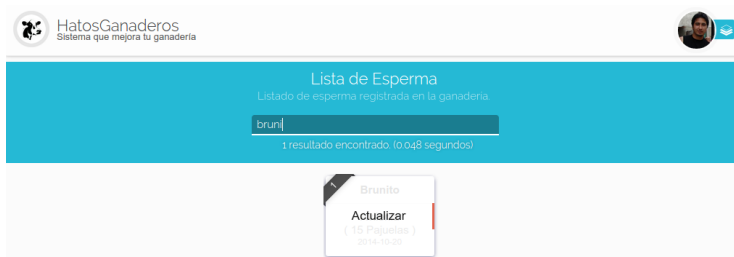 HatosGanaderos
Sistema que mejora tu ganadería
Lista de Esperma
Listado de esperma registrada en la ganadería.
bruni
1 resultado encontrado. (0.048 segundos)
1
Brunito
Actualizar
( 15 Pajuelas )
2014-10-20